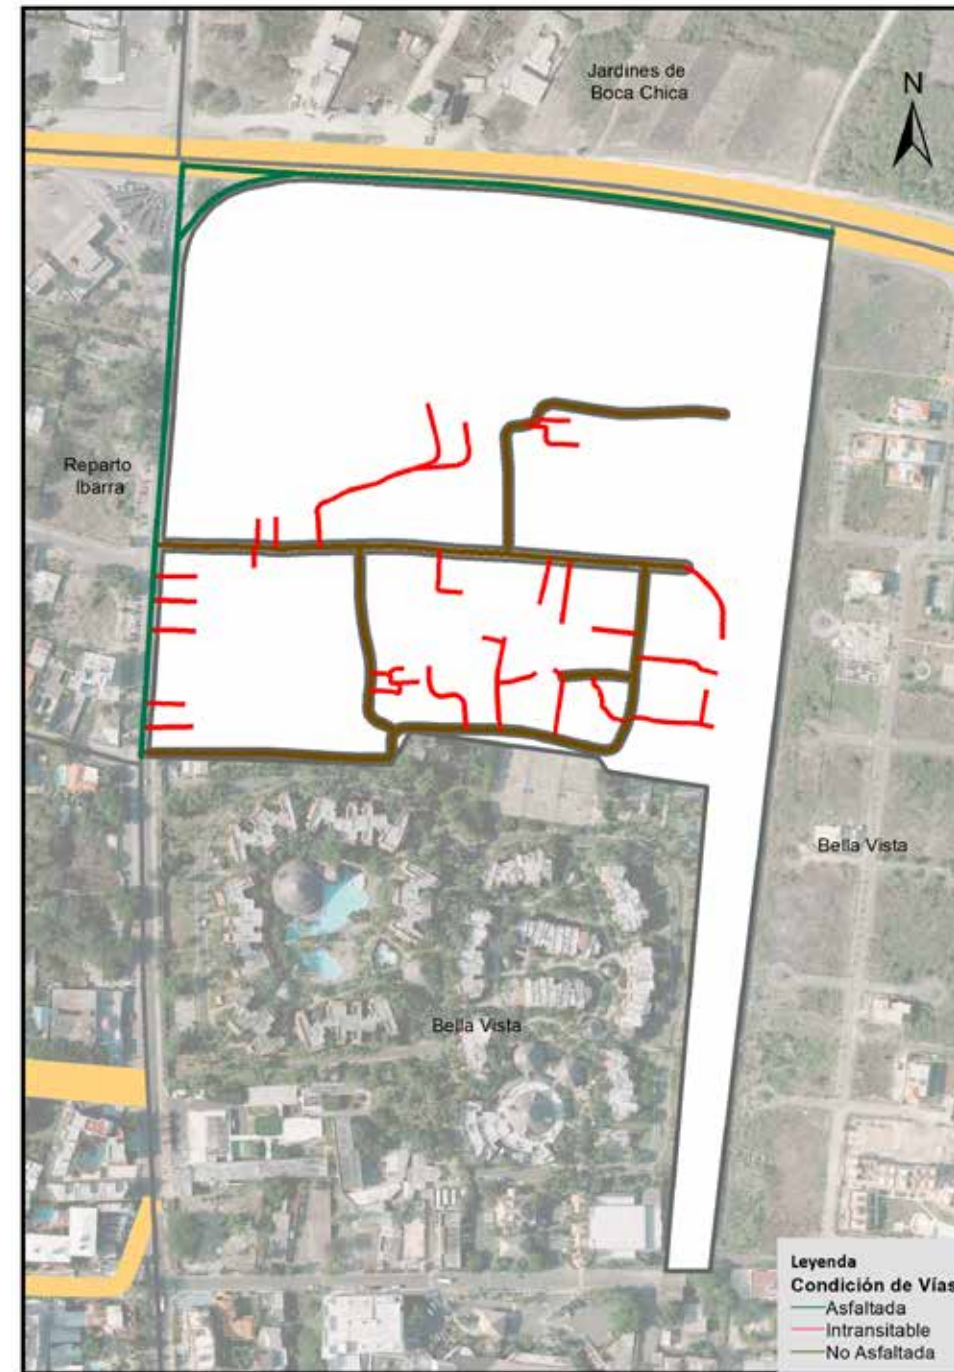 Jardines de
Boca Chica
N
Reparto
Ibarra
Bella Vista
Bella Vista
Leyenda
Condición de Vías
Asfaltada
Intransitable
No Asfaltada